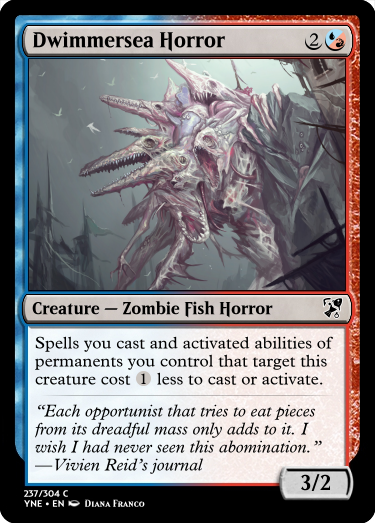 Dwimmersea Horror 2
Creature — Zombie Fish Horror
Spells you cast and activated abilities of
permanents you control that target this
creature cost 1 less to cast or activate.
“Each opportunist that tries to eat pieces
from its dreadful mass only adds to it. I
wish I had never seen this abomination.”
—Vivien Reid’s journal
3/2
237/304 C
YNE • EN Diana Franco